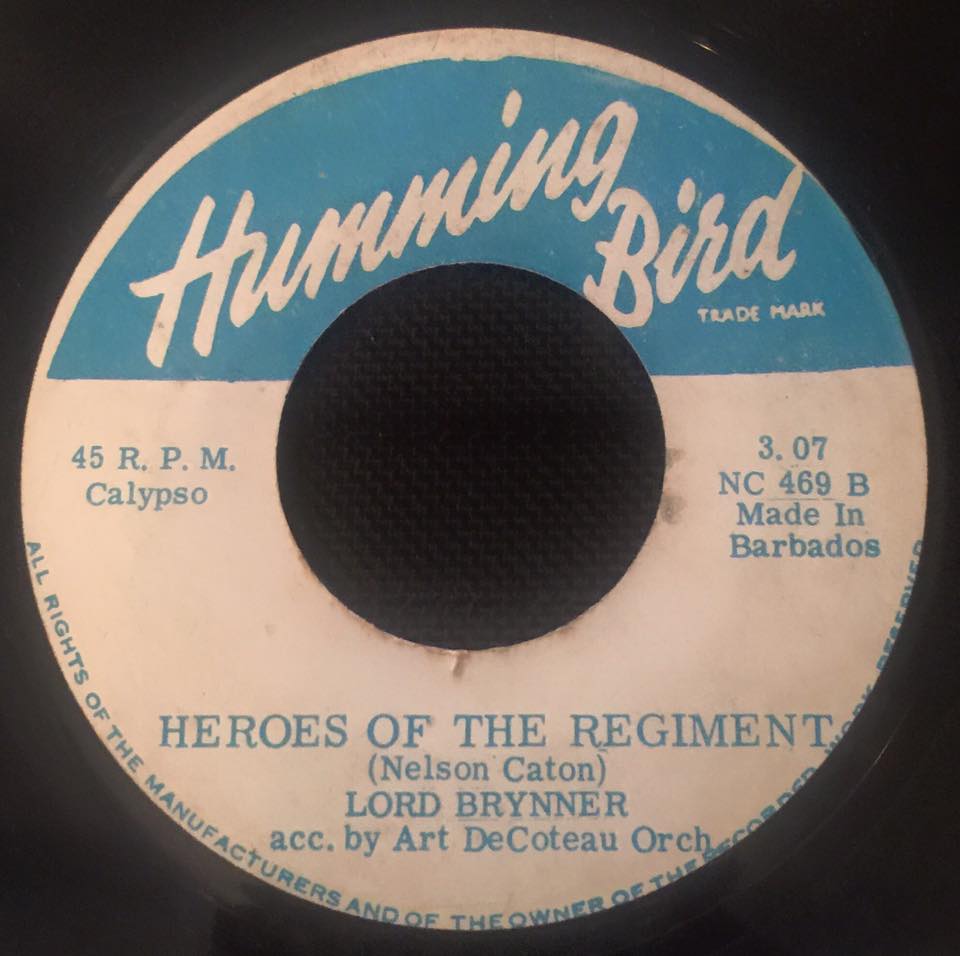 Humming
Bird
TRADE MARK
45 R. P. M.
Calypso
3. 07
NC 469 B
Made In
Barbados
HEROES OF THE REGIMENT
(Nelson Caton)
LORD BRYNNER
acc. by Art DeCoteau Orch
ALL RIGHTS OF THE MANUFACTURERS AND OF THE OWNER OF THE RECORDED WORK RESERVED